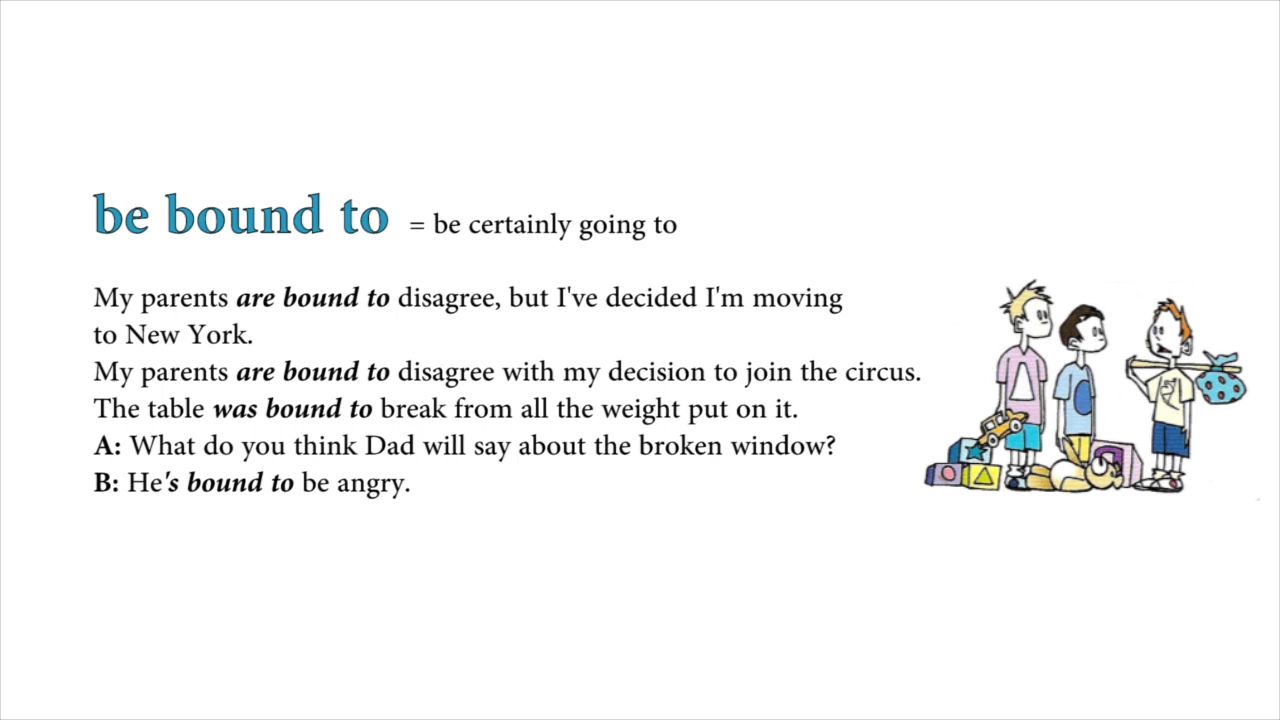 be bound to = be certainly going to
My parents are bound to disagree, but I've decided I'm moving
to New York.
My parents are bound to disagree with my decision to join the circus.
The table was bound to break from all the weight put on it.
A: What do you think Dad will say about the broken window?
B: He's bound to be angry.